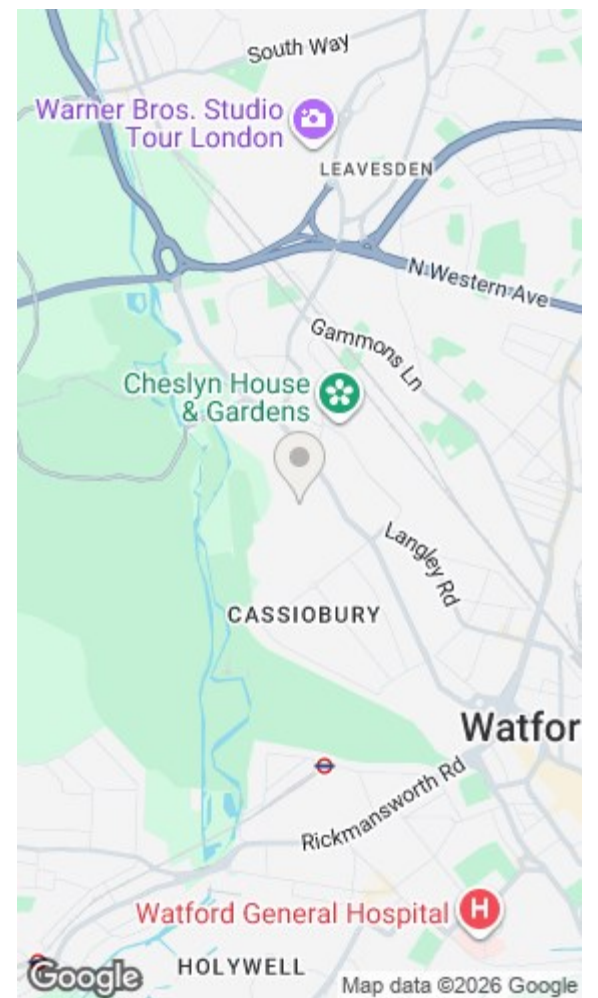 South Way
Warner Bros. Studio
Tour London
LEAVESDEN
N Western Ave
Gammons Ln
Cheslyn House
& Gardens
Langley Rd
CASSIOBURY
Watfor
Rickmansworth Rd
Watford General Hospital
H
HOLYWELL
Google
Map data ©2026 Google